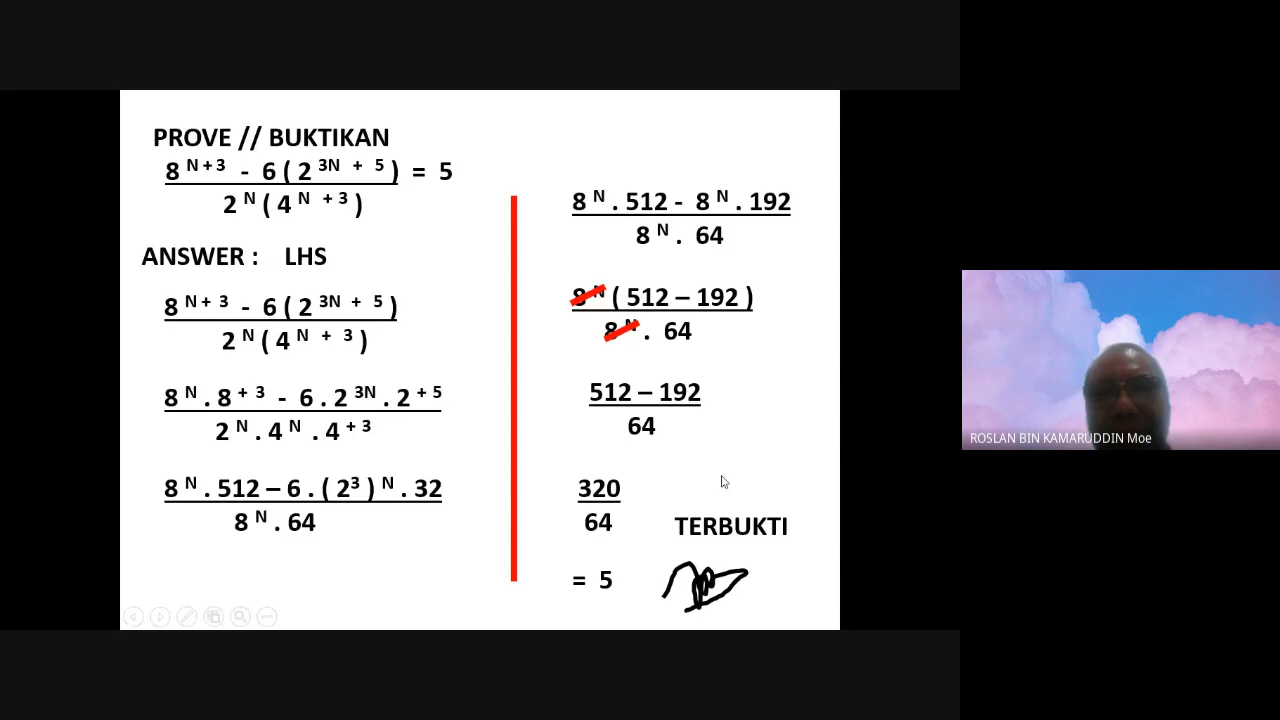 PROVE // BUKTIKAN
8 ᴺ⁺³ - 6 ( 2 ³ᴺ ⁺ ⁵ ) = 5
2 ᴺ ( 4 ᴺ ⁺³ )
ANSWER : LHS
8 ᴺ⁺ ³ - 6 ( 2 ³ᴺ ⁺ ⁵ )
2 ᴺ ( 4 ᴺ ⁺ ³ )
8 ᴺ . 8 ⁺ ³ - 6 . 2 ³ᴺ . 2 ⁺ ⁵
2 ᴺ . 4 ᴺ . 4 ⁺ ³
8 ᴺ . 512 – 6 . ( 2³ ) ᴺ . 32
8 ᴺ . 64
8 ᴺ . 512 - 8 ᴺ . 192
8 ᴺ . 64
8 ᴺ ( 512 – 192 )
8 ᴺ . 64
512 – 192
64
320
64
TERBUKTI
= 5
ROSLAN BIN KAMARUDDIN Moe